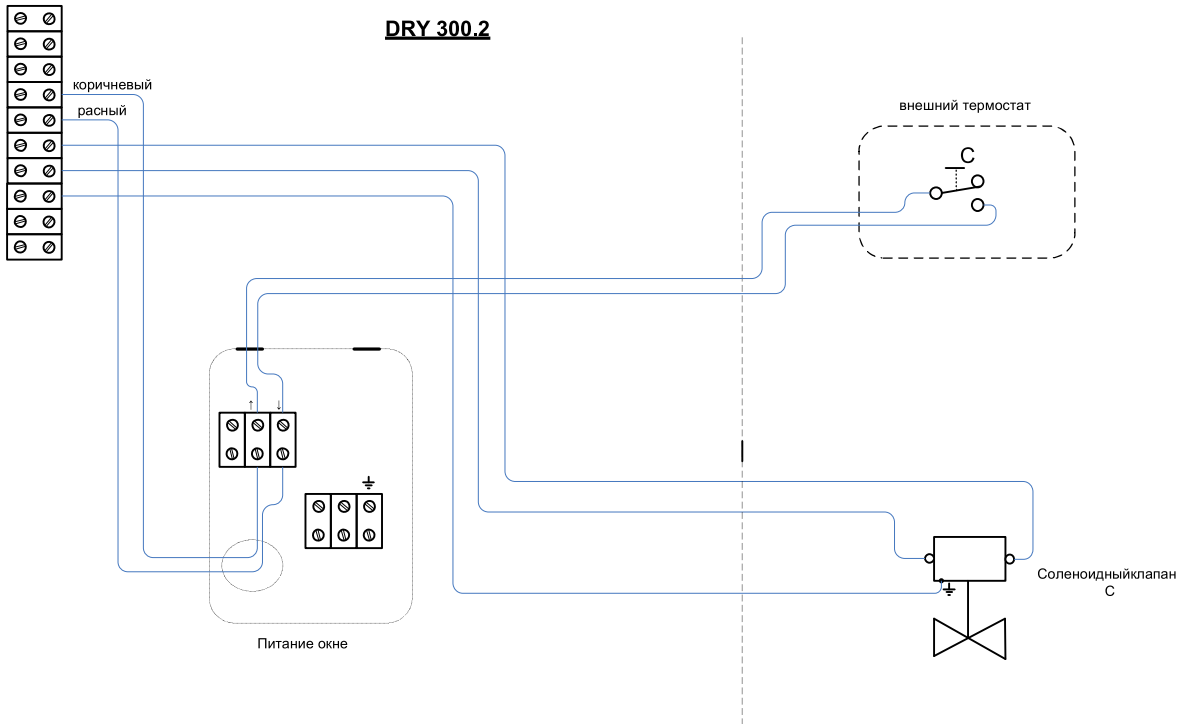 DRY 300.2
коричневый
расный
внешний термостат
C
↑ ↓
Соленоидныйклапан
C
Питание окне